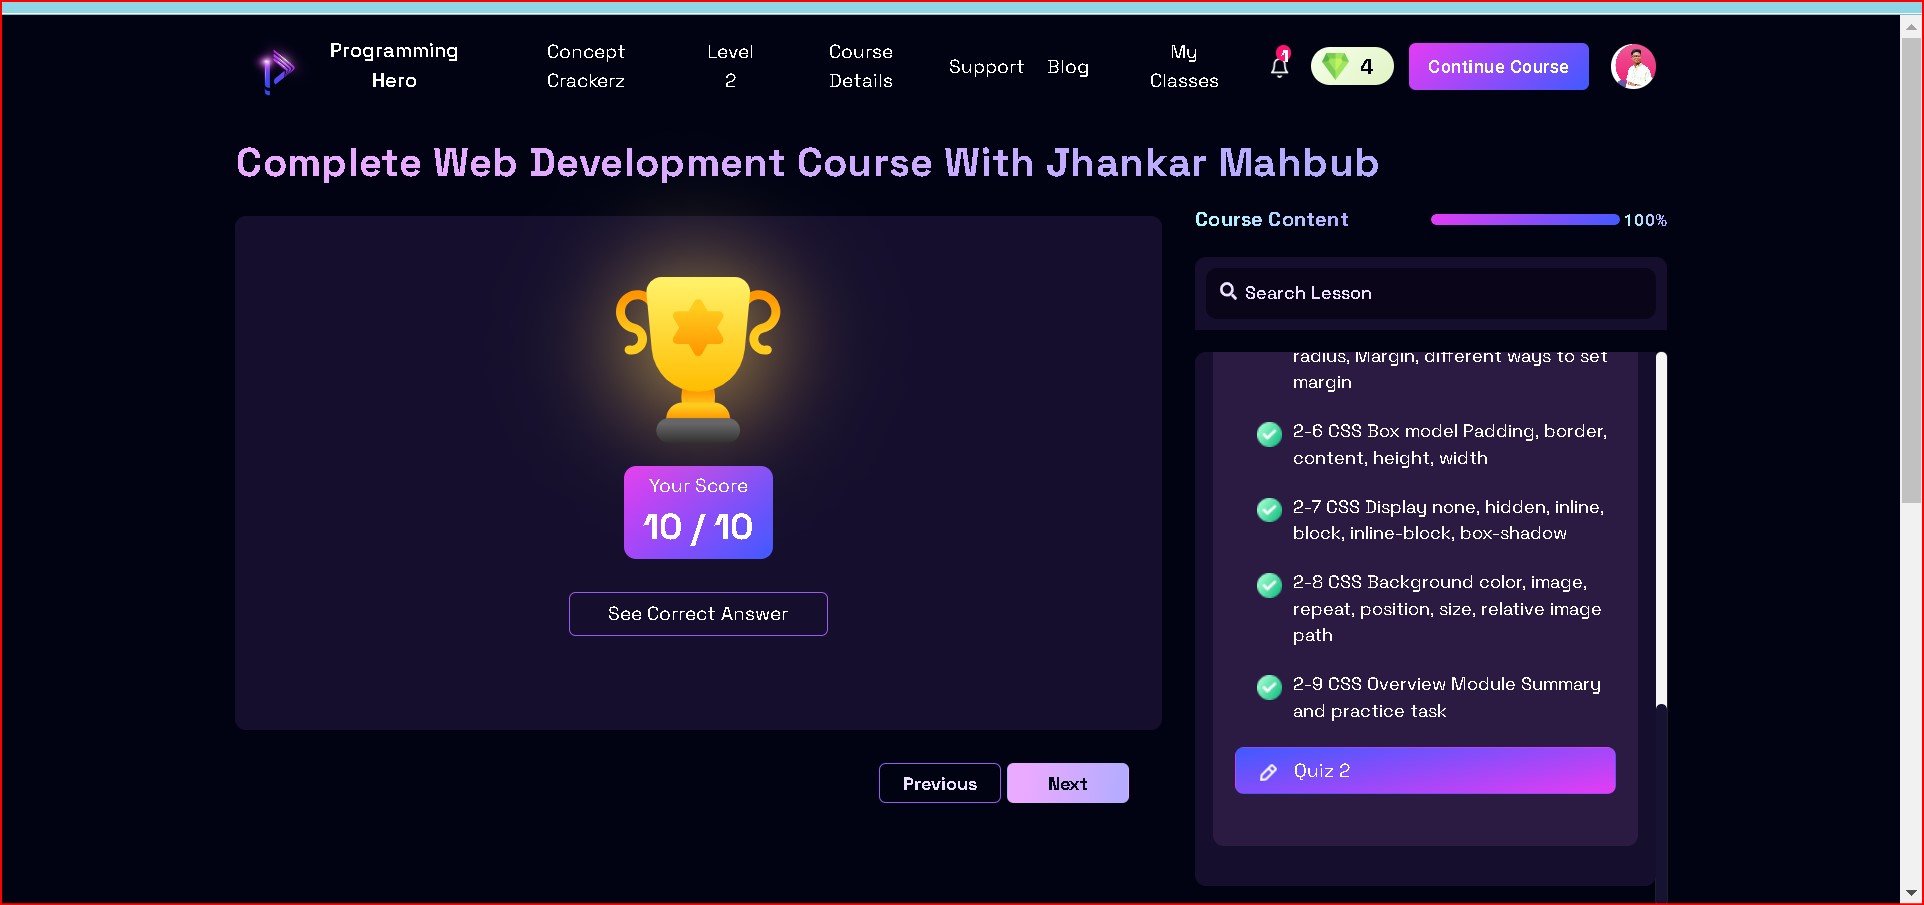 Programming
Hero
Concept
Crackerz
Level
2
Course
Details
Support
Blog
My
Classes
1
4
Continue Course
Complete Web Development Course With Jhankar Mahbub
Your Score
10 / 10
See Correct Answer
Previous
Next
Course Content
100%
Search Lesson
radius, Margin, different ways to set
margin
2-6 CSS Box model Padding, border,
content, height, width
2-7 CSS Display none, hidden, inline,
block, inline-block, box-shadow
2-8 CSS Background color, image,
repeat, position, size, relative image
path
2-9 CSS Overview Module Summary
and practice task
Quiz 2